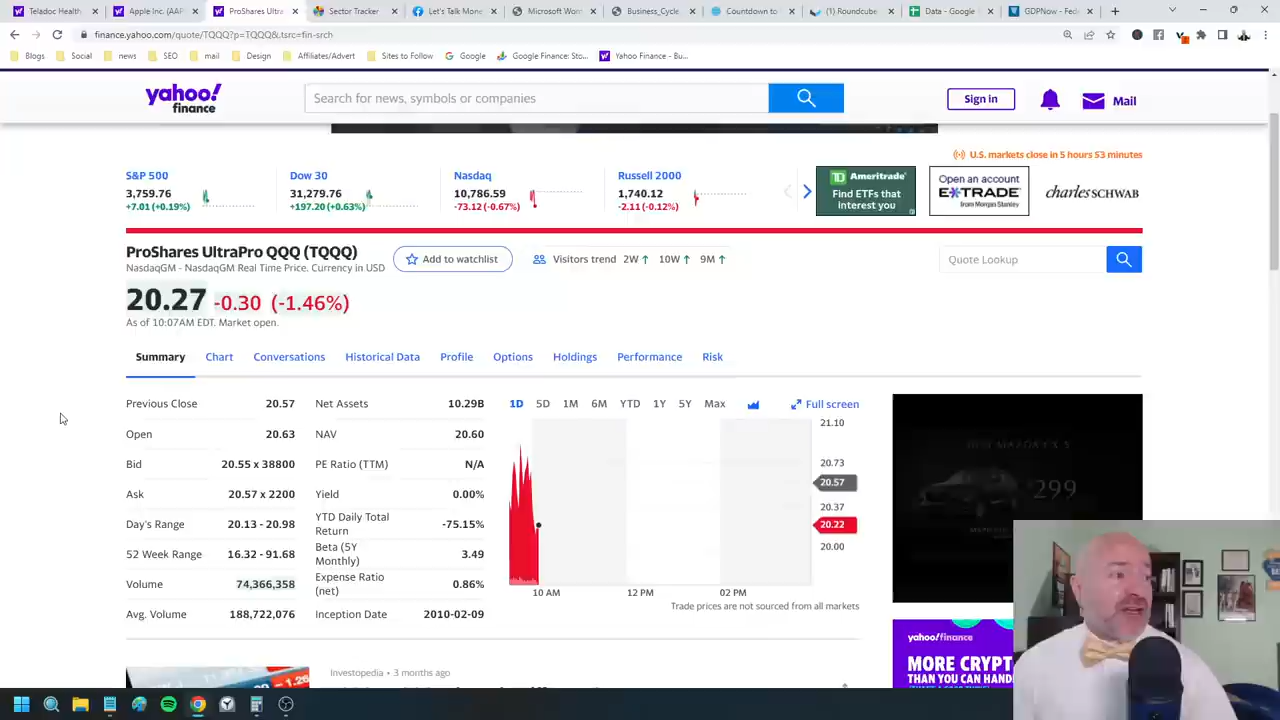 Teladoc Health
Yahoo! Inc. (AAPL
ProShares Ultra
Sector Tracker
Let's Talk Mone
Microsoft Wor
Business_Cycle
Countdown to
Roundcube
Data - Google
GDPNow - Fed
finance.yahoo.com/quote/TQQQ?p=TQQQ&.tsrc=fin-srch
Blogs Social news SEO mail Design Affiliates/Advert Sites to Follow Google Google Finance: Sto... Yahoo Finance - Bu...
yahoo!
finance
Search for news, symbols or companies
Sign in
Mail
U.S. markets close in 5 hours 53 minutes
S&P 500 Dow 30 Nasdaq Russell 2000
3,759.76 31,279.76 10,786.59 1,740.12
+7.01 (+0.19%) +197.20 (+0.63%) -73.12 (-0.67%) -2.11 (-0.12%)
TD Ameritrade
Find ETFs that
interest you
Open an account
E*TRADE
from Morgan Stanley
charles SCHWAB
ProShares UltraPro QQQ (TQQQ)
NasdaqGM - NasdaqGM Real Time Price. Currency in USD
Add to watchlist
Visitors trend 2W 10W 9M
Quote Lookup
20.27 -0.30 (-1.46%)
As of 10:07AM EDT. Market open.
Summary Chart Conversations Historical Data Profile Options Holdings Performance Risk
Previous Close 20.57
Open 20.63
Bid 20.55 x 38800
Ask 20.57 x 2200
Day's Range 20.13 - 20.98
52 Week Range 16.32 - 91.68
Volume 74,366,358
Avg. Volume 188,722,076
Net Assets 10.29B
NAV 20.60
PE Ratio (TTM) N/A
Yield 0.00%
YTD Daily Total
Return -75.15%
Beta (5Y
Monthly) 3.49
Expense Ratio
(net) 0.86%
Inception Date 2010-02-09
1D 5D 1M 6M YTD 1Y 5Y Max
Full screen
21.10
20.73
20.57
20.37
20.22
20.00
10 AM 12 PM 02 PM
Trade prices are not sourced from all markets
299
yahoo/finance
MORE CRYPT
THAN YOU CAN HAND
Investopedia • 3 months ago